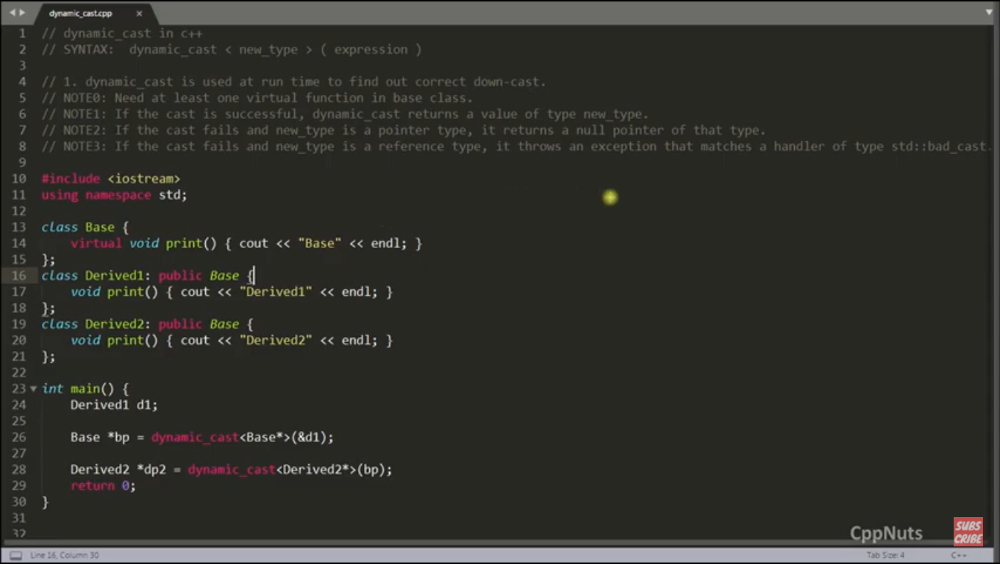 dynamic_cast.cpp ×
1 // dynamic_cast in c++
2 // SYNTAX:  dynamic_cast < new_type > ( expression )
3
4 // 1. dynamic_cast is used at run time to find out correct down-cast.
5 // NOTE0: Need at least one virtual function in base class.
6 // NOTE1: If the cast is successful, dynamic_cast returns a value of type new_type.
7 // NOTE2: If the cast fails and new_type is a pointer type, it returns a null pointer of that type.
8 // NOTE3: If the cast fails and new_type is a reference type, it throws an exception that matches a handler of type std::bad_cast.
9
10 #include <iostream>
11 using namespace std;
12
13 class Base {
14     virtual void print() { cout << "Base" << endl; }
15 };
16 class Derived1: public Base {
17     void print() { cout << "Derived1" << endl; }
18 };
19 class Derived2: public Base {
20     void print() { cout << "Derived2" << endl; }
21 };
22
23 int main() {
24     Derived1 d1;
25
26     Base *bp = dynamic_cast<Base*>(&d1);
27
28     Derived2 *dp2 = dynamic_cast<Derived2*>(bp);
29     return 0;
30 }
31
32
CppNuts
SUBS
CRIBE
Line 16, Column 30
Tab Size: 4
C++